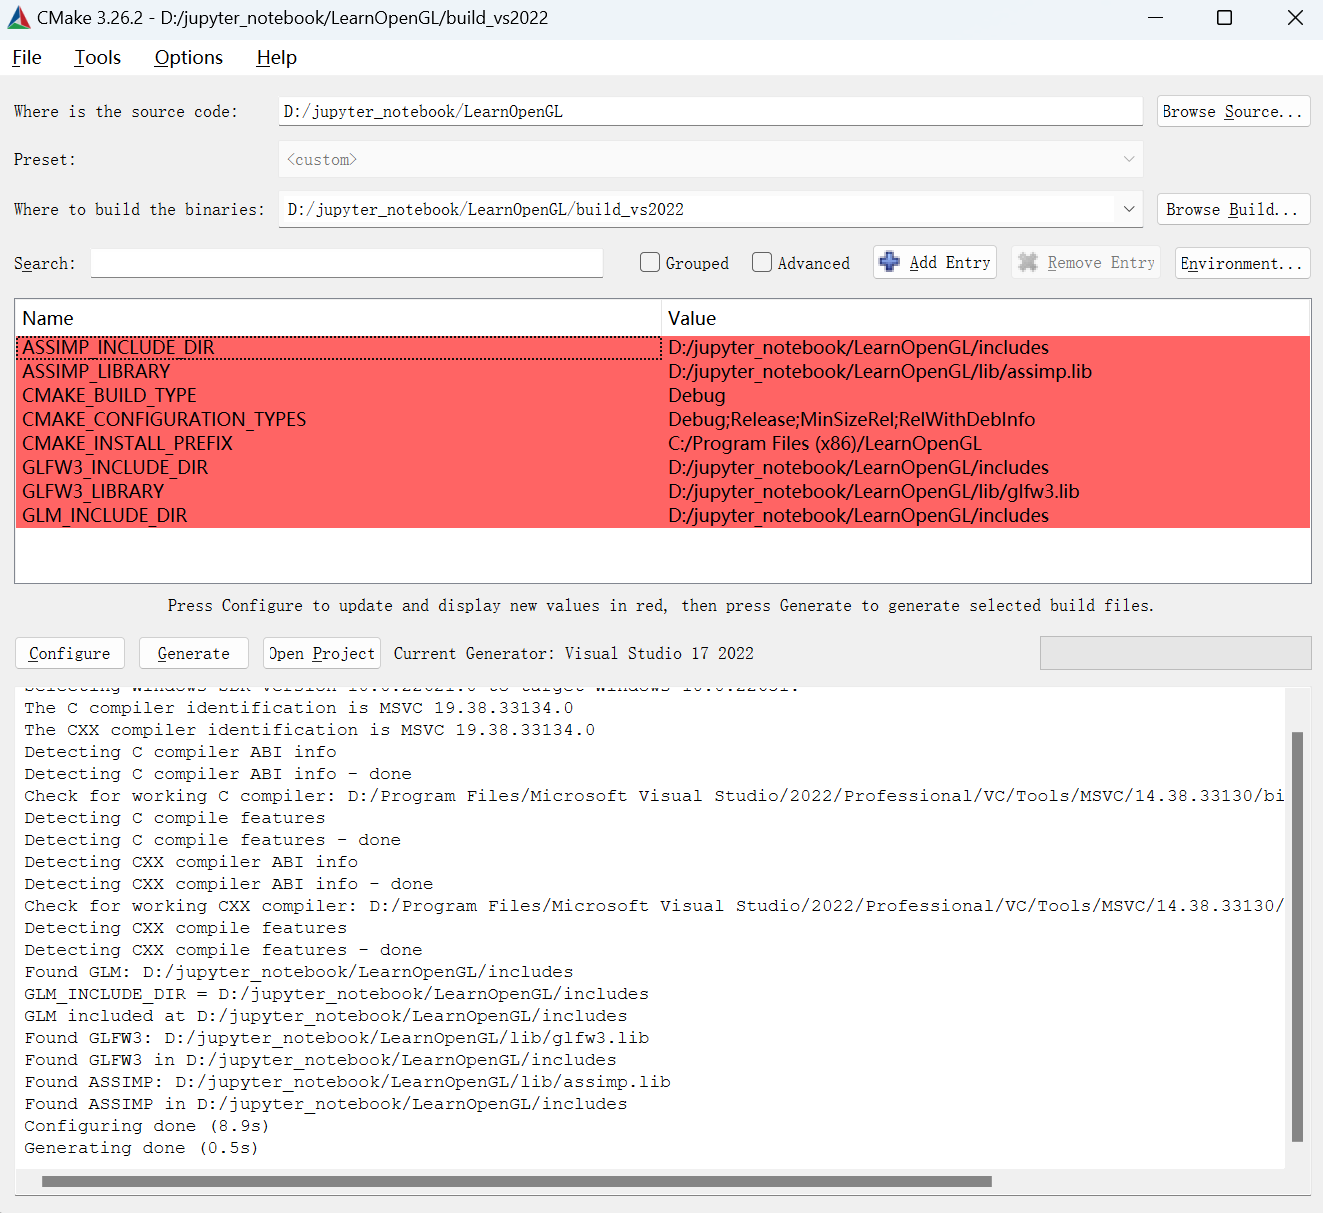 CMake 3.26.2 - D:/jupyter_notebook/LearnOpenGL/build_vs2022
File Tools Options Help
Where is the source code: D:/jupyter_notebook/LearnOpenGL Browse Source...
Preset: <custom>
Where to build the binaries: D:/jupyter_notebook/LearnOpenGL/build_vs2022 Browse Build...
Search: Grouped Advanced Add Entry Remove Entry Environment...
Name Value
ASSIMP_INCLUDE_DIR D:/jupyter_notebook/LearnOpenGL/includes
ASSIMP_LIBRARY D:/jupyter_notebook/LearnOpenGL/lib/assimp.lib
CMAKE_BUILD_TYPE Debug
CMAKE_CONFIGURATION_TYPES Debug;Release;MinSizeRel;RelWithDebInfo
CMAKE_INSTALL_PREFIX C:/Program Files (x86)/LearnOpenGL
GLFW3_INCLUDE_DIR D:/jupyter_notebook/LearnOpenGL/includes
GLFW3_LIBRARY D:/jupyter_notebook/LearnOpenGL/lib/glfw3.lib
GLM_INCLUDE_DIR D:/jupyter_notebook/LearnOpenGL/includes
Press Configure to update and display new values in red, then press Generate to generate selected build files.
Configure Generate Open Project Current Generator: Visual Studio 17 2022
The C compiler identification is MSVC 19.38.33134.0
The CXX compiler identification is MSVC 19.38.33134.0
Detecting C compiler ABI info
Detecting C compiler ABI info - done
Check for working C compiler: D:/Program Files/Microsoft Visual Studio/2022/Professional/VC/Tools/MSVC/14.38.33130/bi
Detecting C compile features
Detecting C compile features - done
Detecting CXX compiler ABI info
Detecting CXX compiler ABI info - done
Check for working CXX compiler: D:/Program Files/Microsoft Visual Studio/2022/Professional/VC/Tools/MSVC/14.38.33130/
Detecting CXX compile features
Detecting CXX compile features - done
Found GLM: D:/jupyter_notebook/LearnOpenGL/includes
GLM_INCLUDE_DIR = D:/jupyter_notebook/LearnOpenGL/includes
GLM included at D:/jupyter_notebook/LearnOpenGL/includes
Found GLFW3: D:/jupyter_notebook/LearnOpenGL/lib/glfw3.lib
Found GLFW3 in D:/jupyter_notebook/LearnOpenGL/includes
Found ASSIMP: D:/jupyter_notebook/LearnOpenGL/lib/assimp.lib
Found ASSIMP in D:/jupyter_notebook/LearnOpenGL/includes
Configuring done (8.9s)
Generating done (0.5s)